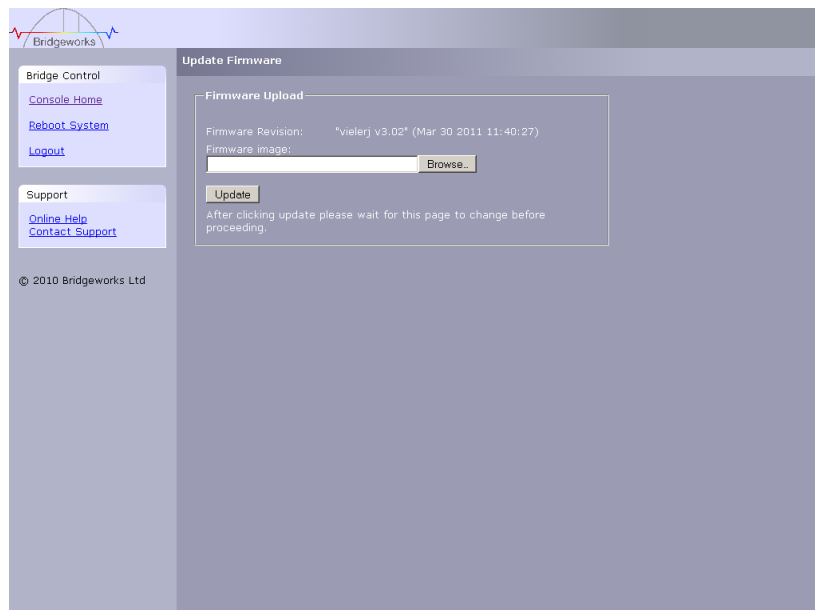 Bridgeworks
Update Firmware
Bridge Control
Console Home
Reboot System
Logout
Support
Online Help
Contact Support
© 2010 Bridgeworks Ltd
Firmware Upload
Firmware Revision: "vielerj v3.02" (Mar 30 2011 11:40:27)
Firmware image:
Browse..
Update
After clicking update please wait for this page to change before
proceeding.